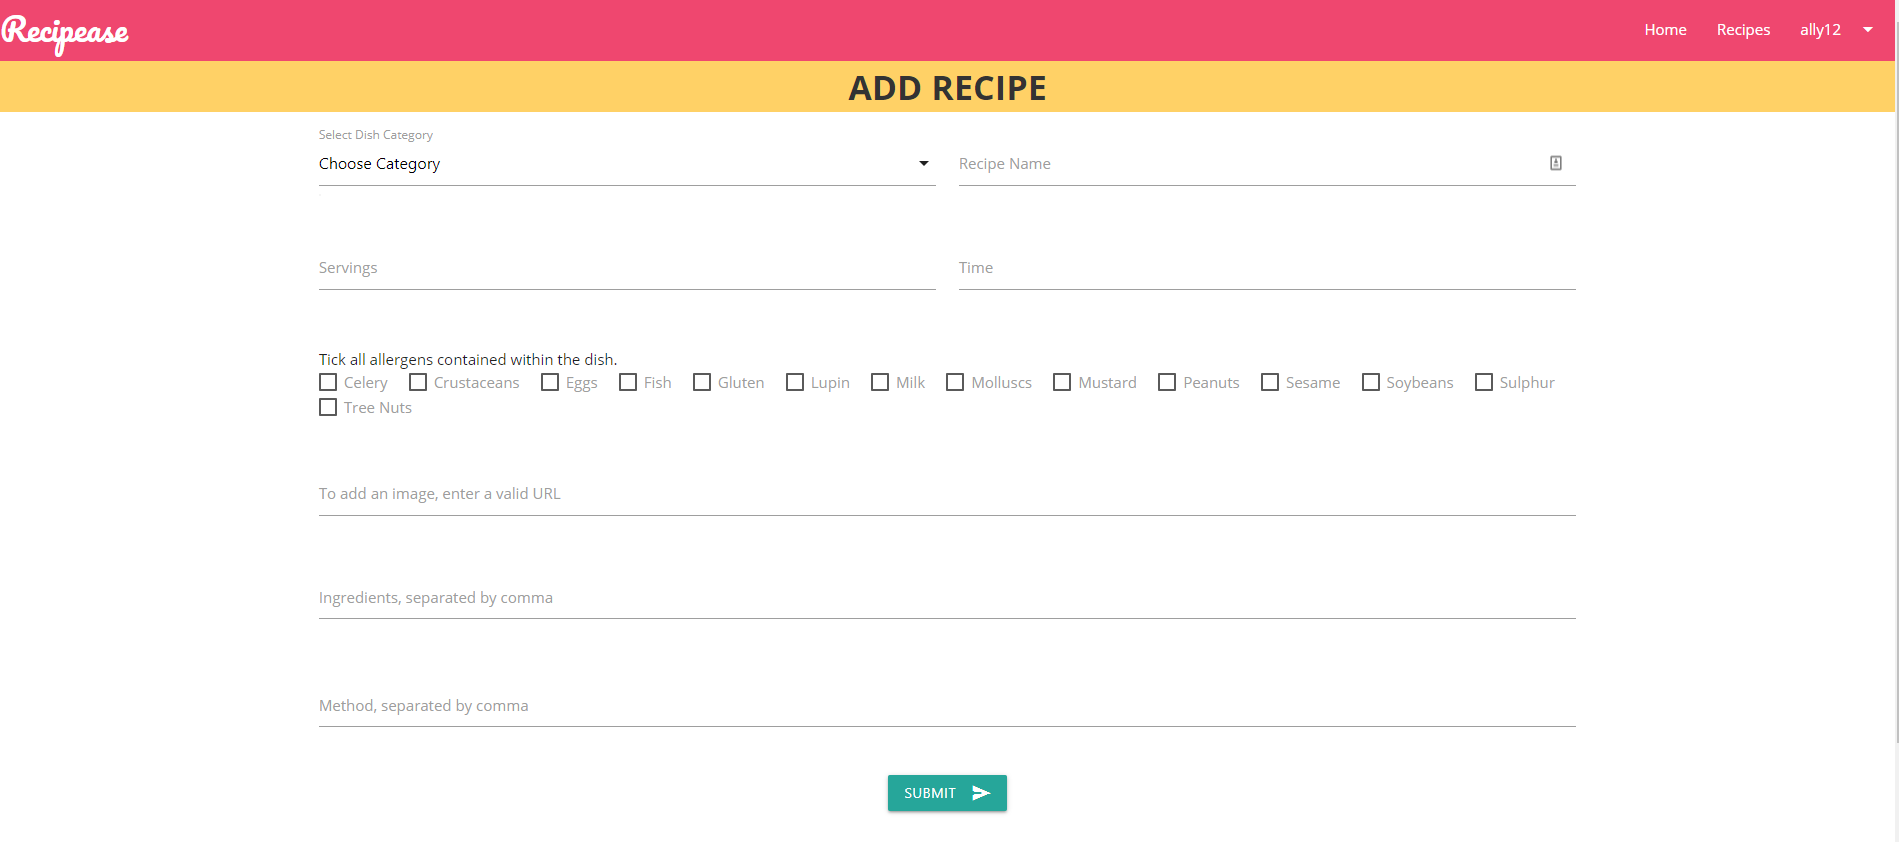 Recipease
Home Recipes ally12
ADD RECIPE
Select Dish Category
Choose Category
Recipe Name
Servings
Time
Tick all allergens contained within the dish.
Celery Crustaceans Eggs Fish Gluten Lupin Milk Molluscs Mustard Peanuts Sesame Soybeans Sulphur
Tree Nuts
To add an image, enter a valid URL
Ingredients, separated by comma
Method, separated by comma
SUBMIT